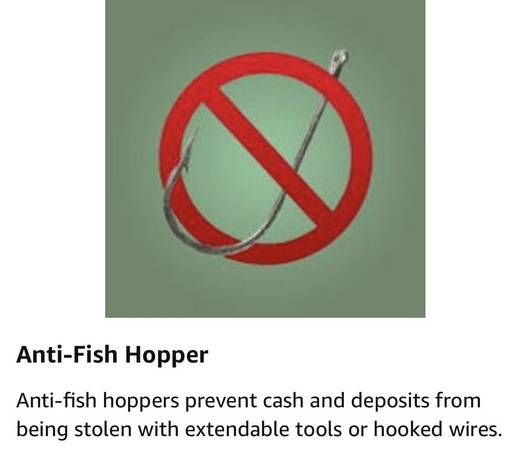 Anti-Fish Hopper
Anti-fish hoppers prevent cash and deposits from
being stolen with extendable tools or hooked wires.